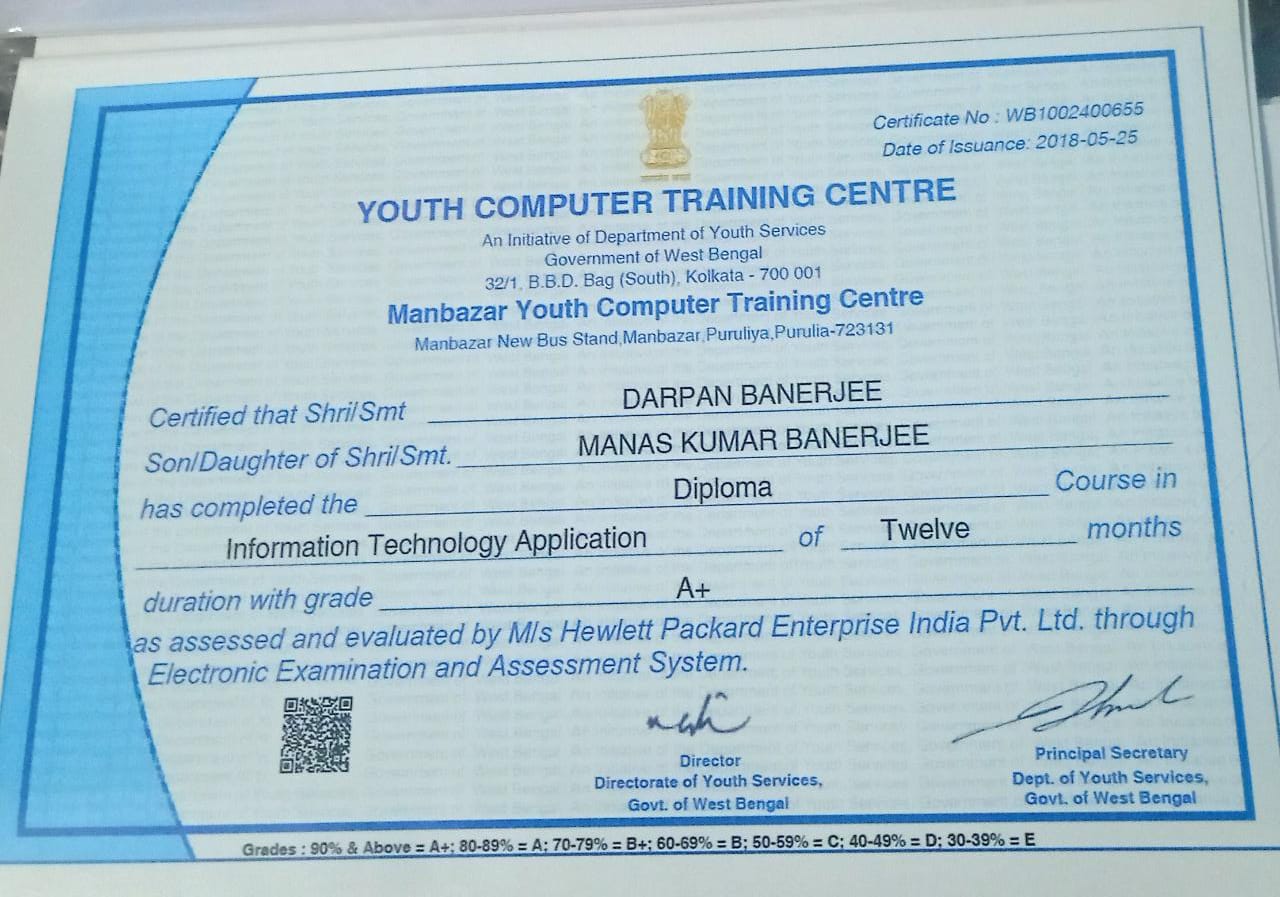 Certificate No : WB1002400655
Date of Issuance: 2018-05-25
YOUTH COMPUTER TRAINING CENTRE
An Initiative of Department of Youth Services
Government of West Bengal
32/1, B.B.D. Bag (South), Kolkata - 700 001
Manbazar Youth Computer Training Centre
Manbazar New Bus Stand,Manbazar,Puruliya,Purulia-723131
Certified that Shri/Smt DARPAN BANERJEE
Son/Daughter of Shri/Smt. MANAS KUMAR BANERJEE
has completed the Diploma Course in
Information Technology Application of Twelve months
duration with grade A+
as assessed and evaluated by M/s Hewlett Packard Enterprise India Pvt. Ltd. through
Electronic Examination and Assessment System.
Director
Directorate of Youth Services,
Govt. of West Bengal
Principal Secretary
Dept. of Youth Services,
Govt. of West Bengal
Grades : 90% & Above = A+; 80-89% = A; 70-79% = B+; 60-69% = B; 50-59% = C; 40-49% = D; 30-39% = E